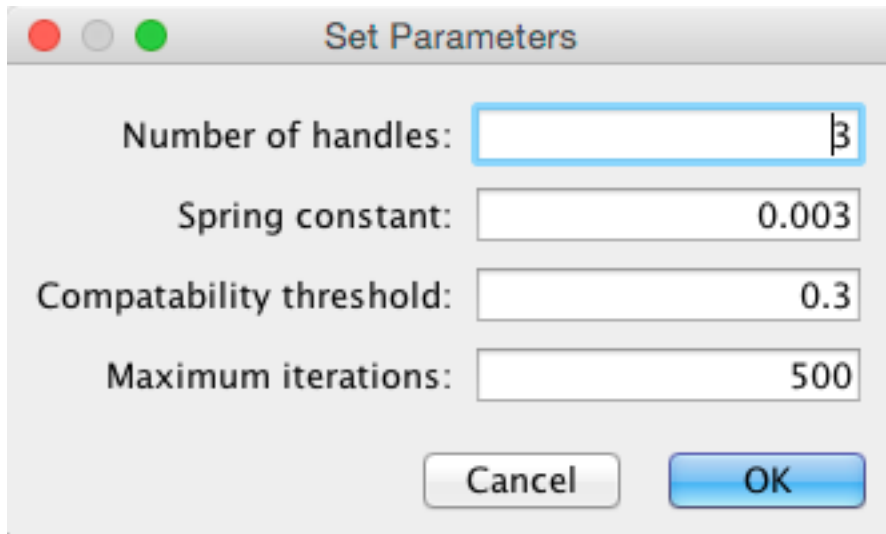 Set Parameters
Number of handles: 3
Spring constant: 0.003
Compatability threshold: 0.3
Maximum iterations: 500
Cancel OK